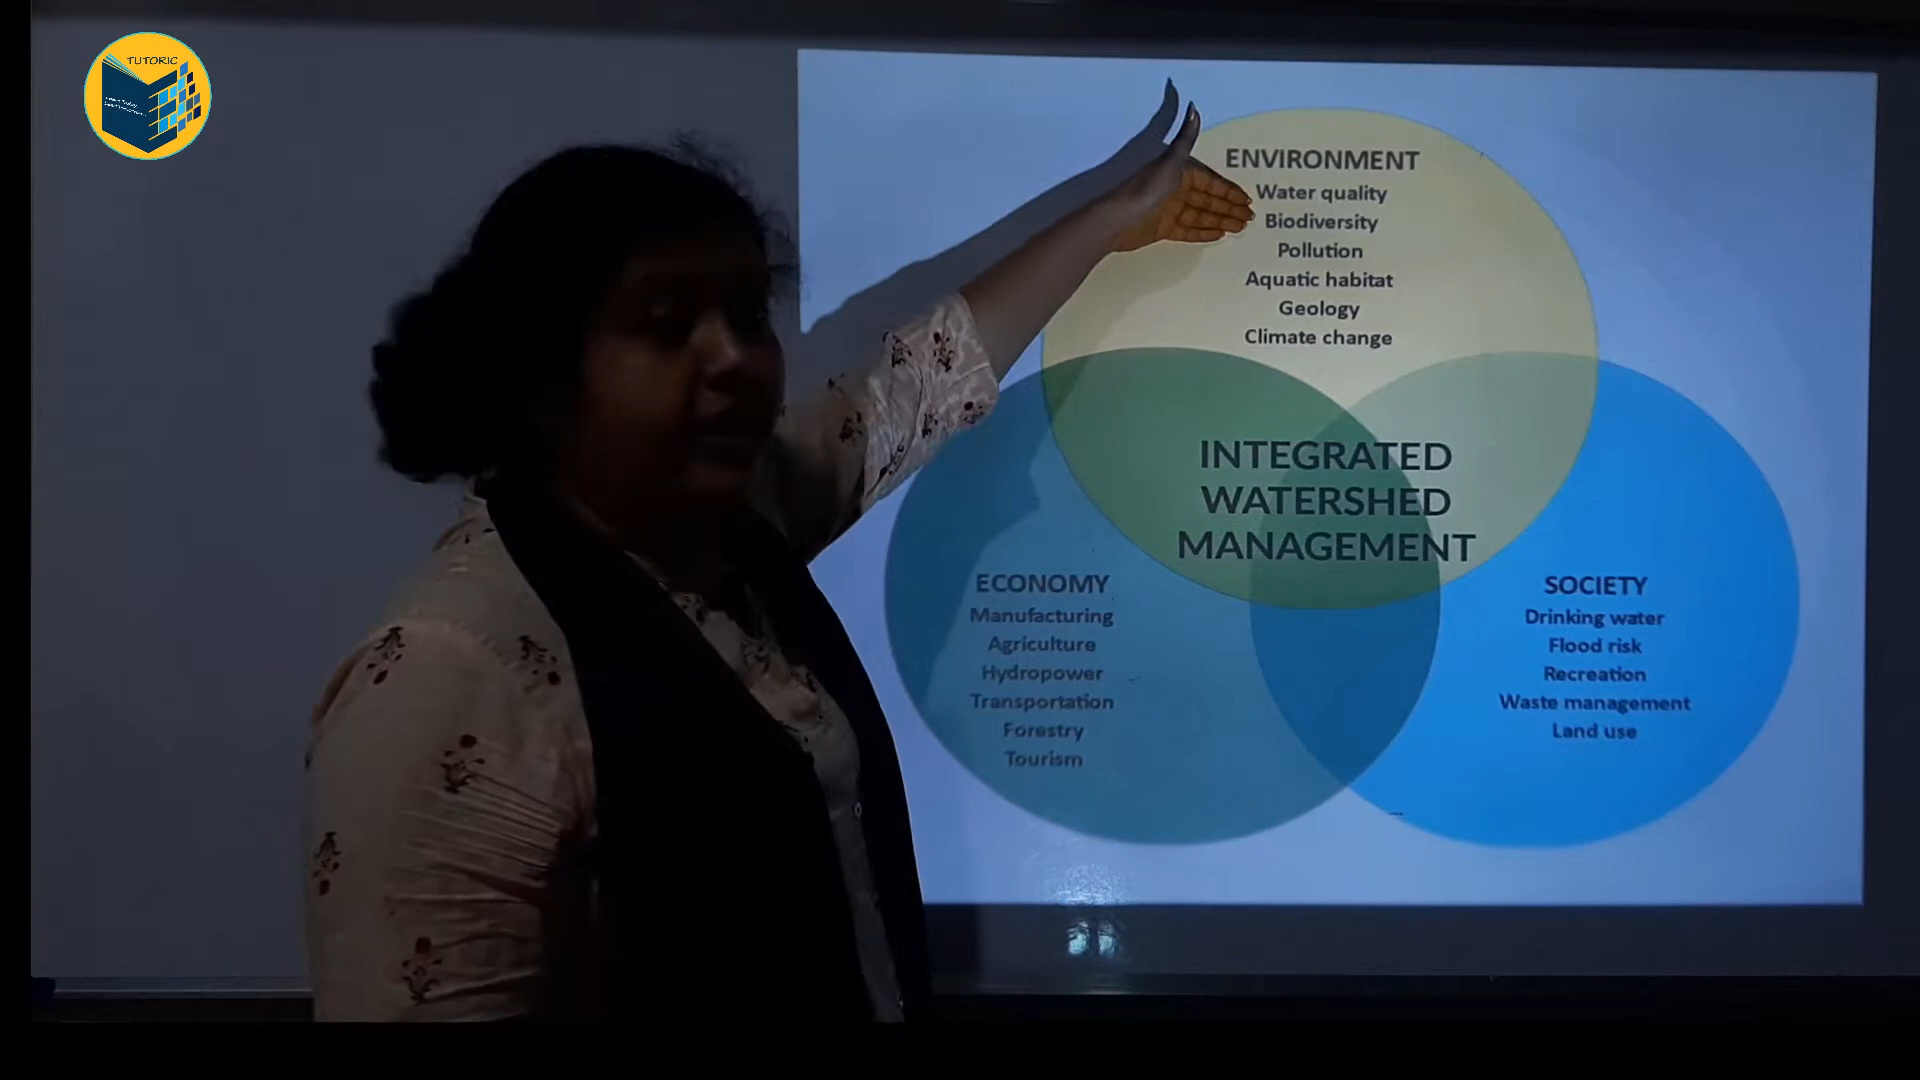 TUTORIC
ENVIRONMENT
Water quality
Biodiversity
Pollution
Aquatic habitat
Geology
Climate change
INTEGRATED
WATERSHED
MANAGEMENT
ECONOMY
Manufacturing
Agriculture
Hydropower
Transportation
Forestry
Tourism
SOCIETY
Drinking water
Flood risk
Recreation
Waste management
Land use